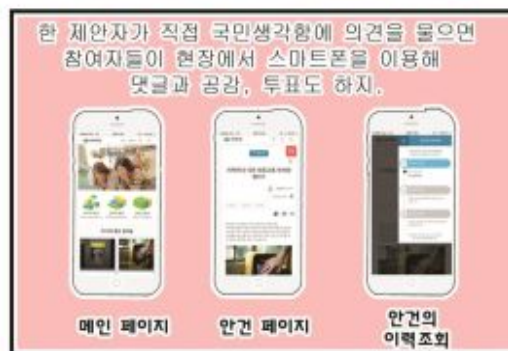 한 제안자가 직접 국민생각함에 의견을 물으면
참여자들이 현장에서 스마트폰을 이용해
댓글과 공감, 투표도 하지.
메인 페이지
안건 페이지
안건의
이력조회